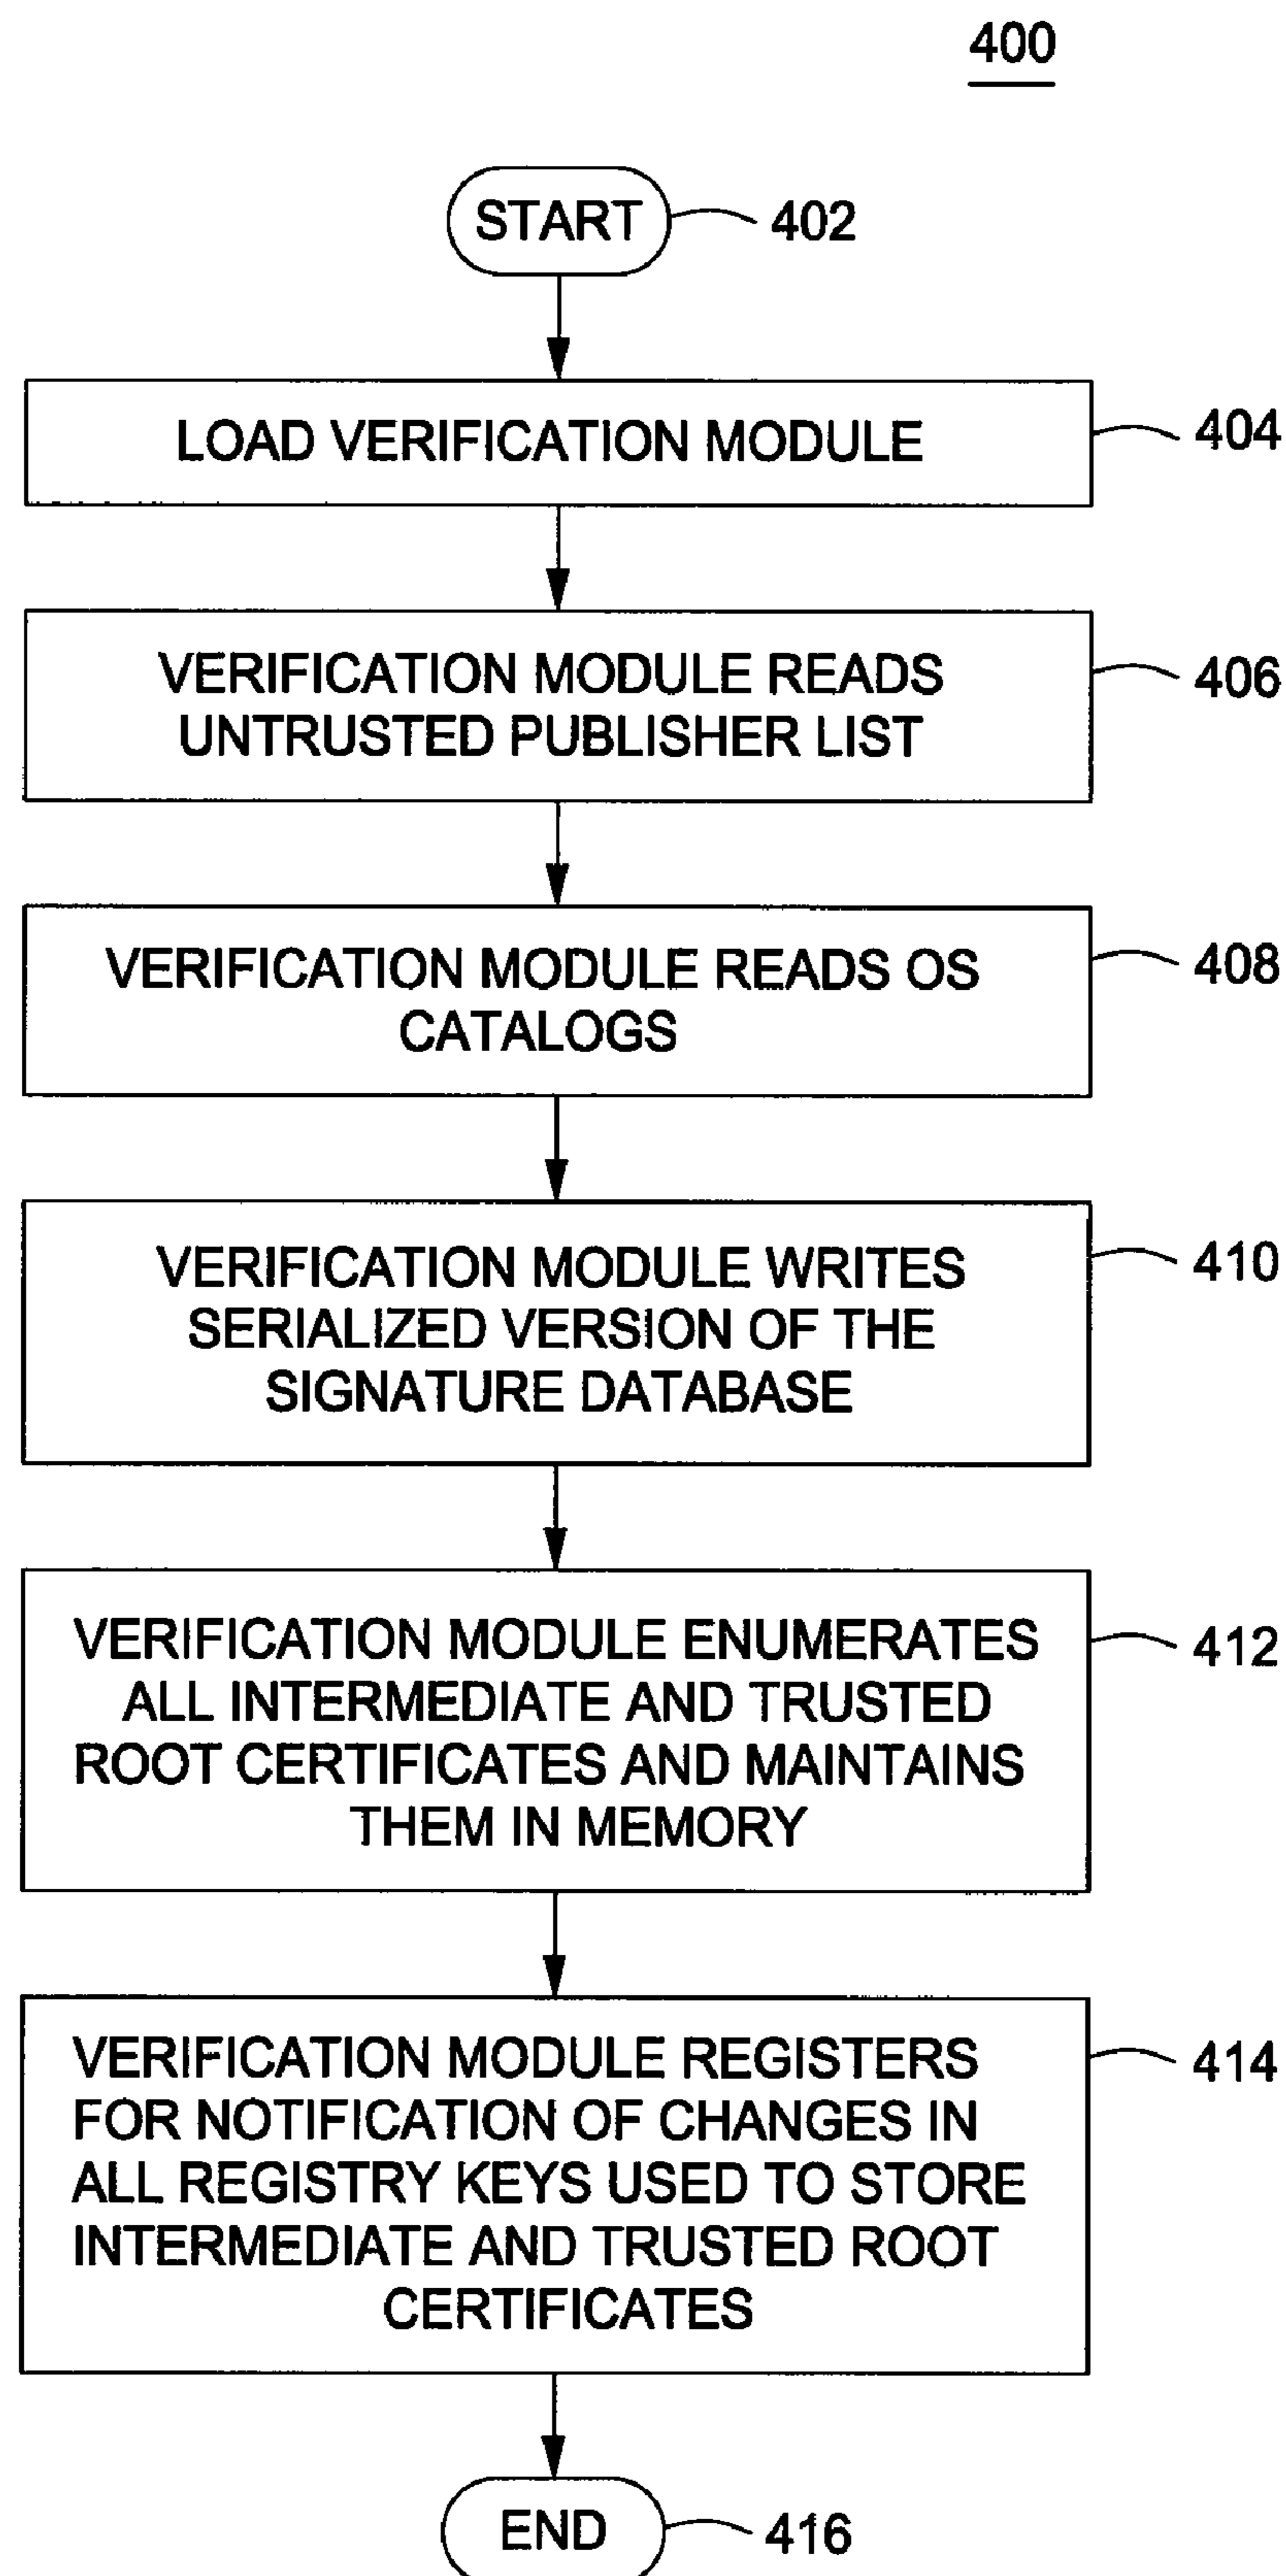 400
START
402
LOAD VERIFICATION MODULE
404
VERIFICATION MODULE READS
UNTRUSTED PUBLISHER LIST
406
VERIFICATION MODULE READS OS
CATALOGS
408
VERIFICATION MODULE WRITES
SERIALIZED VERSION OF THE
SIGNATURE DATABASE
410
VERIFICATION MODULE ENUMERATES
ALL INTERMEDIATE AND TRUSTED
ROOT CERTIFICATES AND MAINTAINS
THEM IN MEMORY
412
VERIFICATION MODULE REGISTERS
FOR NOTIFICATION OF CHANGES IN
ALL REGISTRY KEYS USED TO STORE
INTERMEDIATE AND TRUSTED ROOT
CERTIFICATES
414
END
416